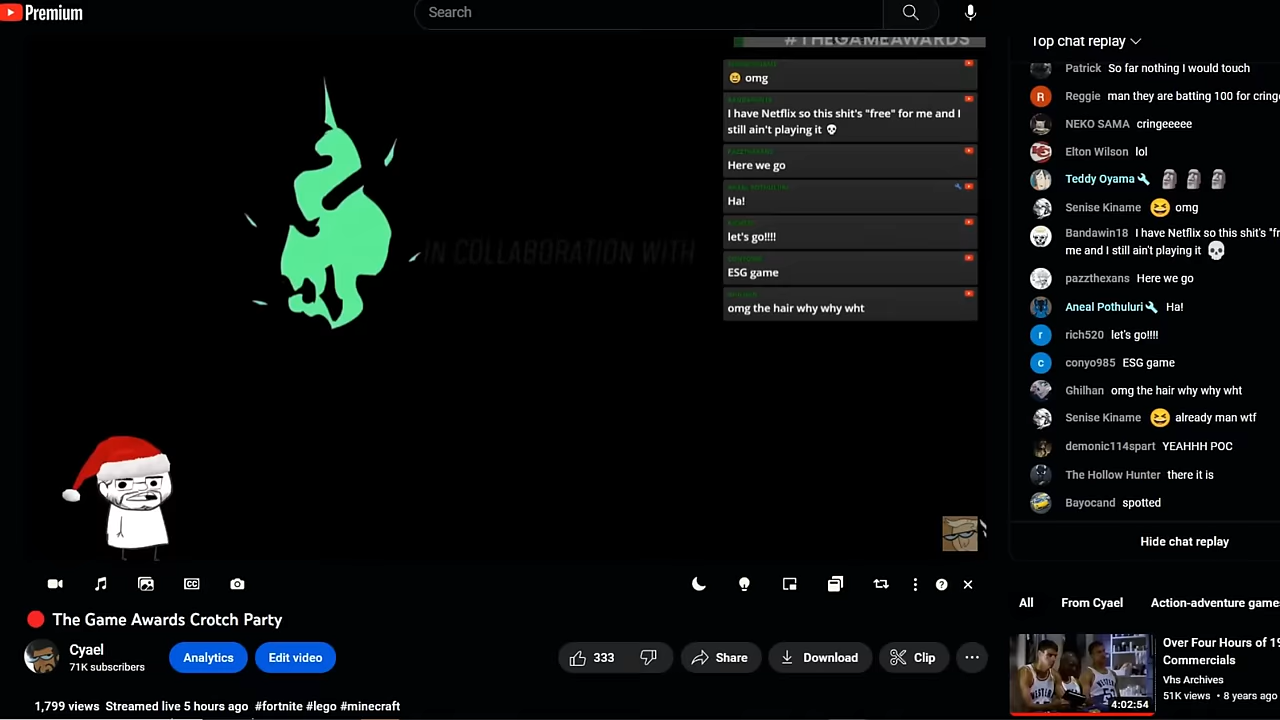 Premium
Search
#THEGAMEAWARDS
😆 omg
I have Netflix so this shit's "free" for me and I
still ain't playing it 💀
Here we go
Ha!
let's go!!!!
ESG game
omg the hair why why wht
IN COLLABORATION WITH
CC
Top chat replay
Patrick So far nothing I would touch
Reggie man they are batting 100 for cringe
NEKO SAMA cringeeeee
Elton Wilson lol
Teddy Oyama 🔧 🗿🗿🗿
Senise Kiname 😆 omg
Bandawin18 I have Netflix so this shit's "fr
me and I still ain't playing it 💀
pazzthexans Here we go
Aneal Pothuluri 🔧 Ha!
rich520 let's go!!!!
conyo985 ESG game
Ghilhan omg the hair why why wht
Senise Kiname 😆 already man wtf
demonic114spart YEAHHH POC
The Hollow Hunter there it is
Bayocand spotted
Hide chat replay
The Game Awards Crotch Party
Cyael
71K subscribers
Analytics
Edit video
333
Share
Download
Clip
1,799 views Streamed live 5 hours ago #fortnite #lego #minecraft
All From Cyael Action-adventure games
Over Four Hours of 19
Commercials
Vhs Archives
51K views • 8 years ago
4:02:54